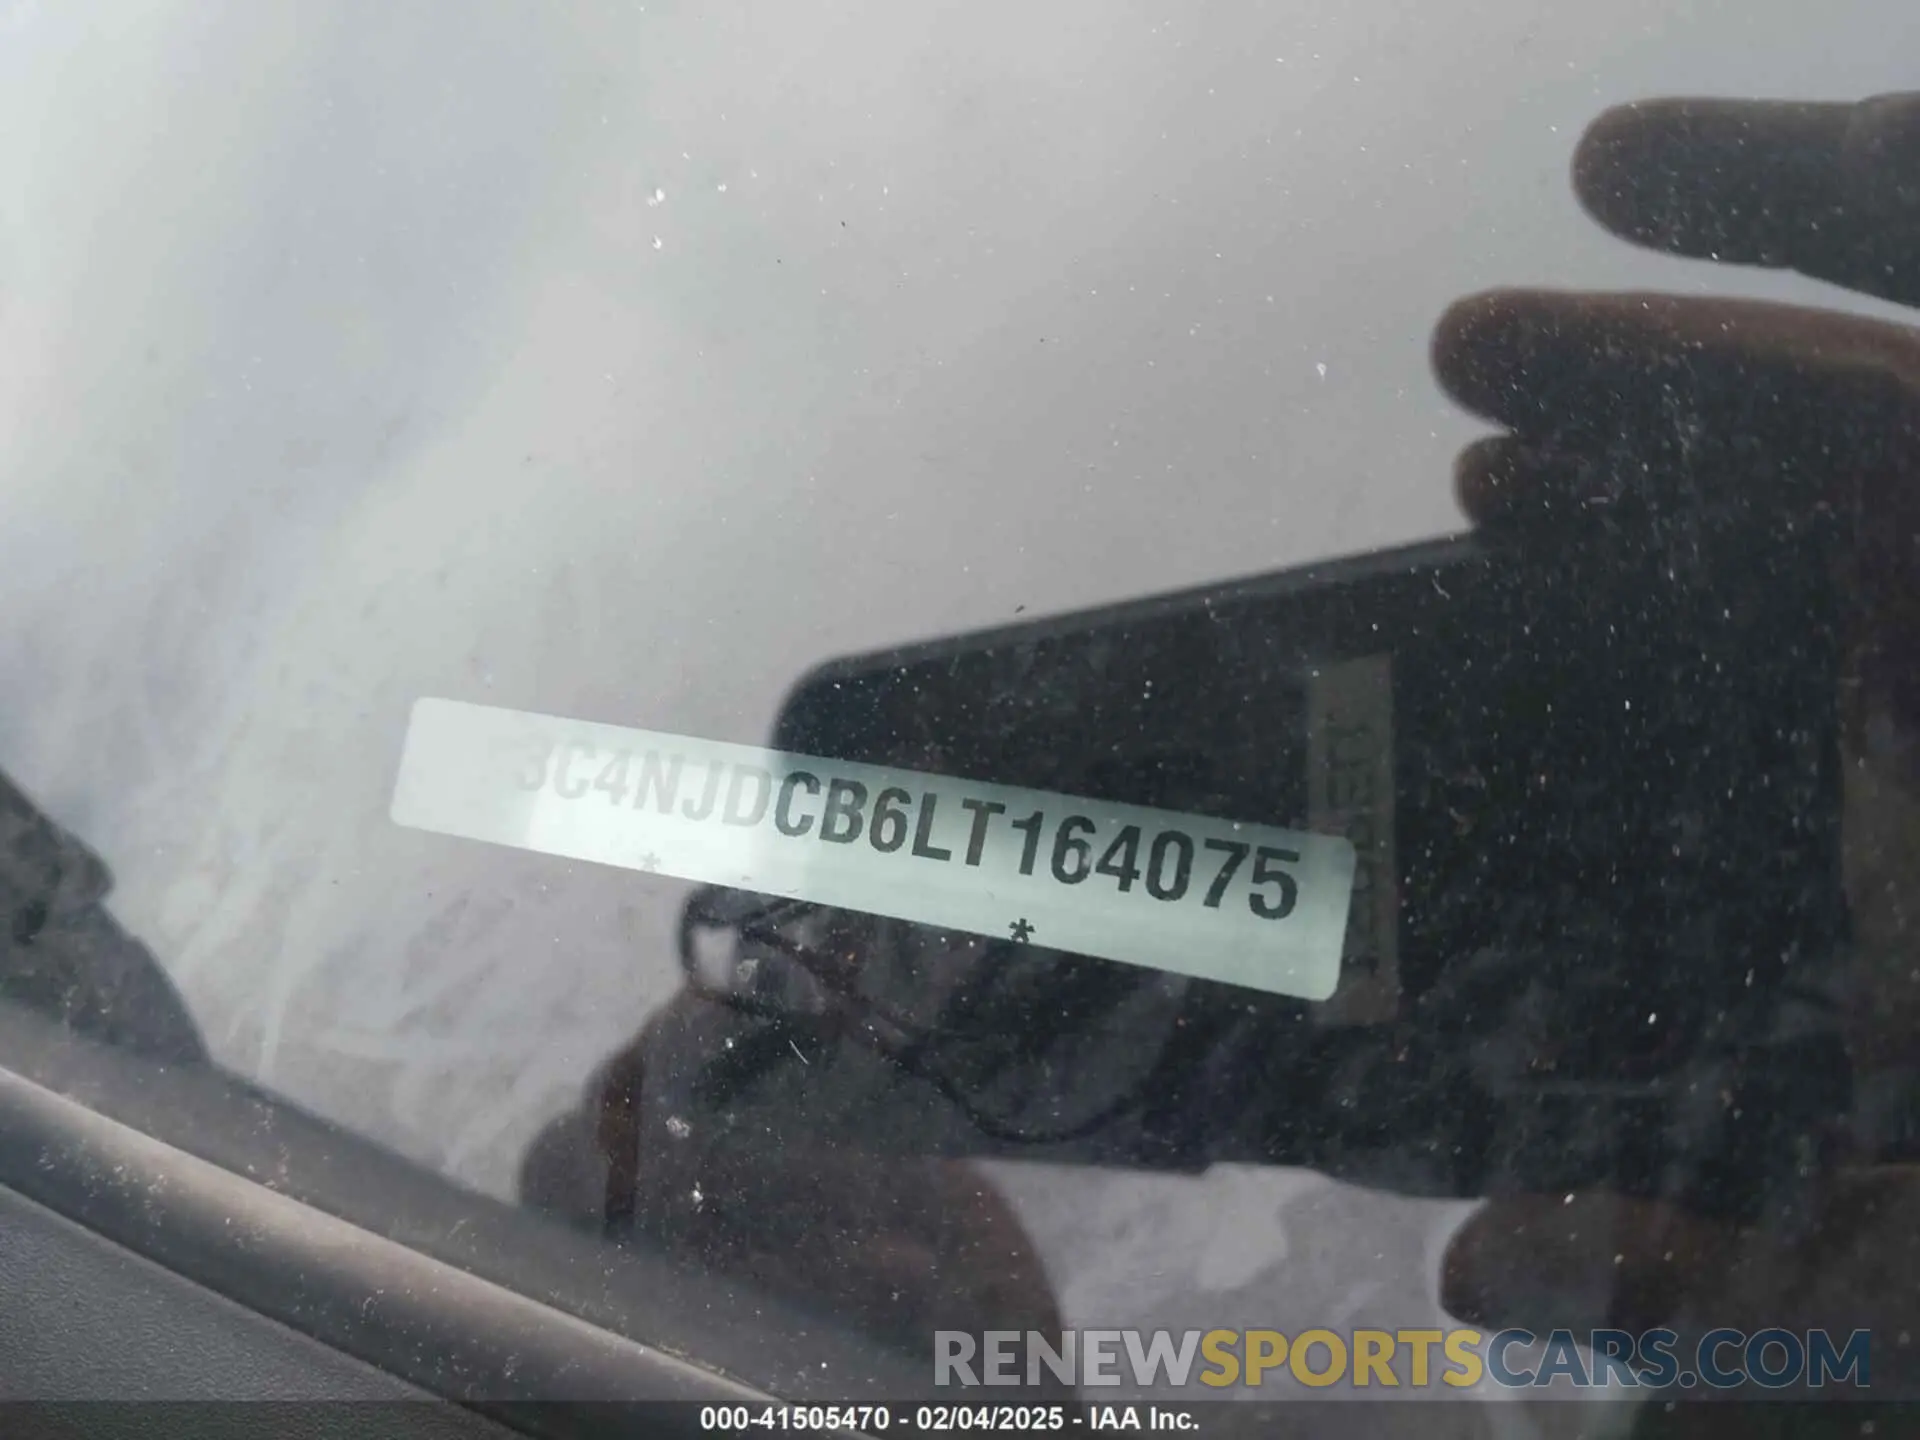 3C4NJDCB6LT164075
*
*
RENEWSPORTSCARS.COM
000-41505470 - 02/04/2025 - IAA Inc.